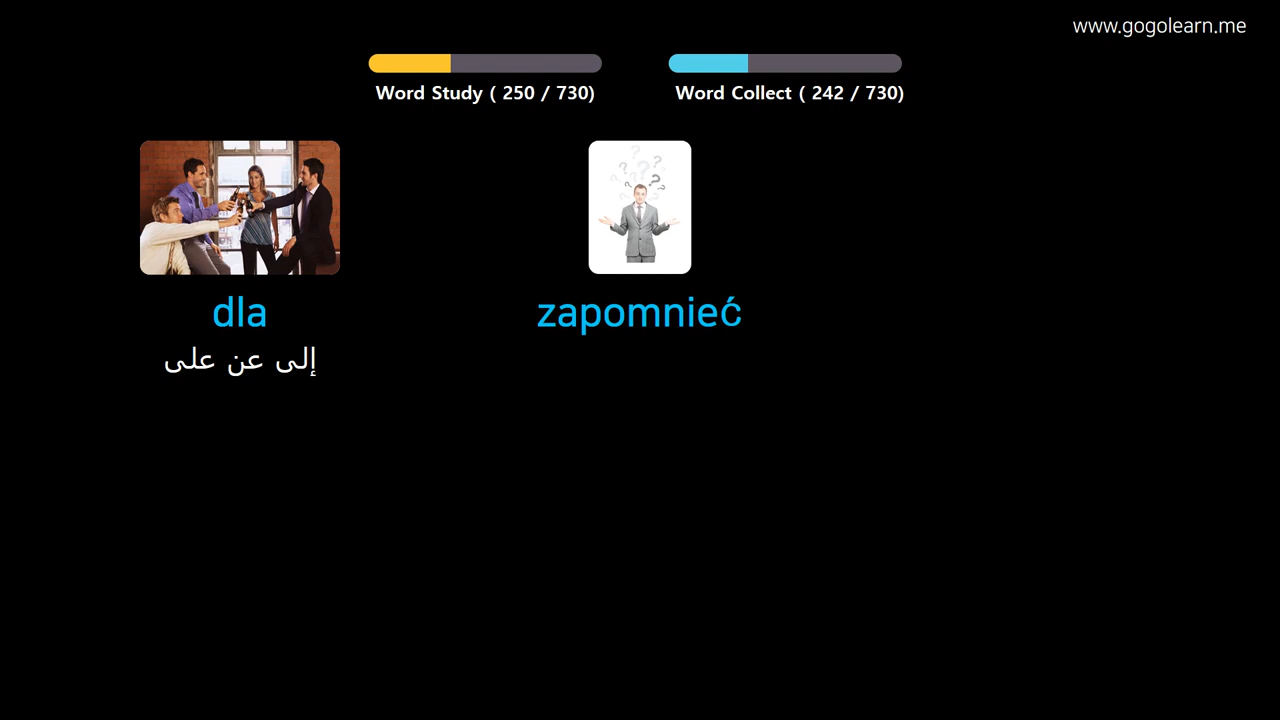 www.gogolearn.me
Word Study ( 250 / 730)
Word Collect ( 242 / 730)
dla
إلى عن على
zapomnieć